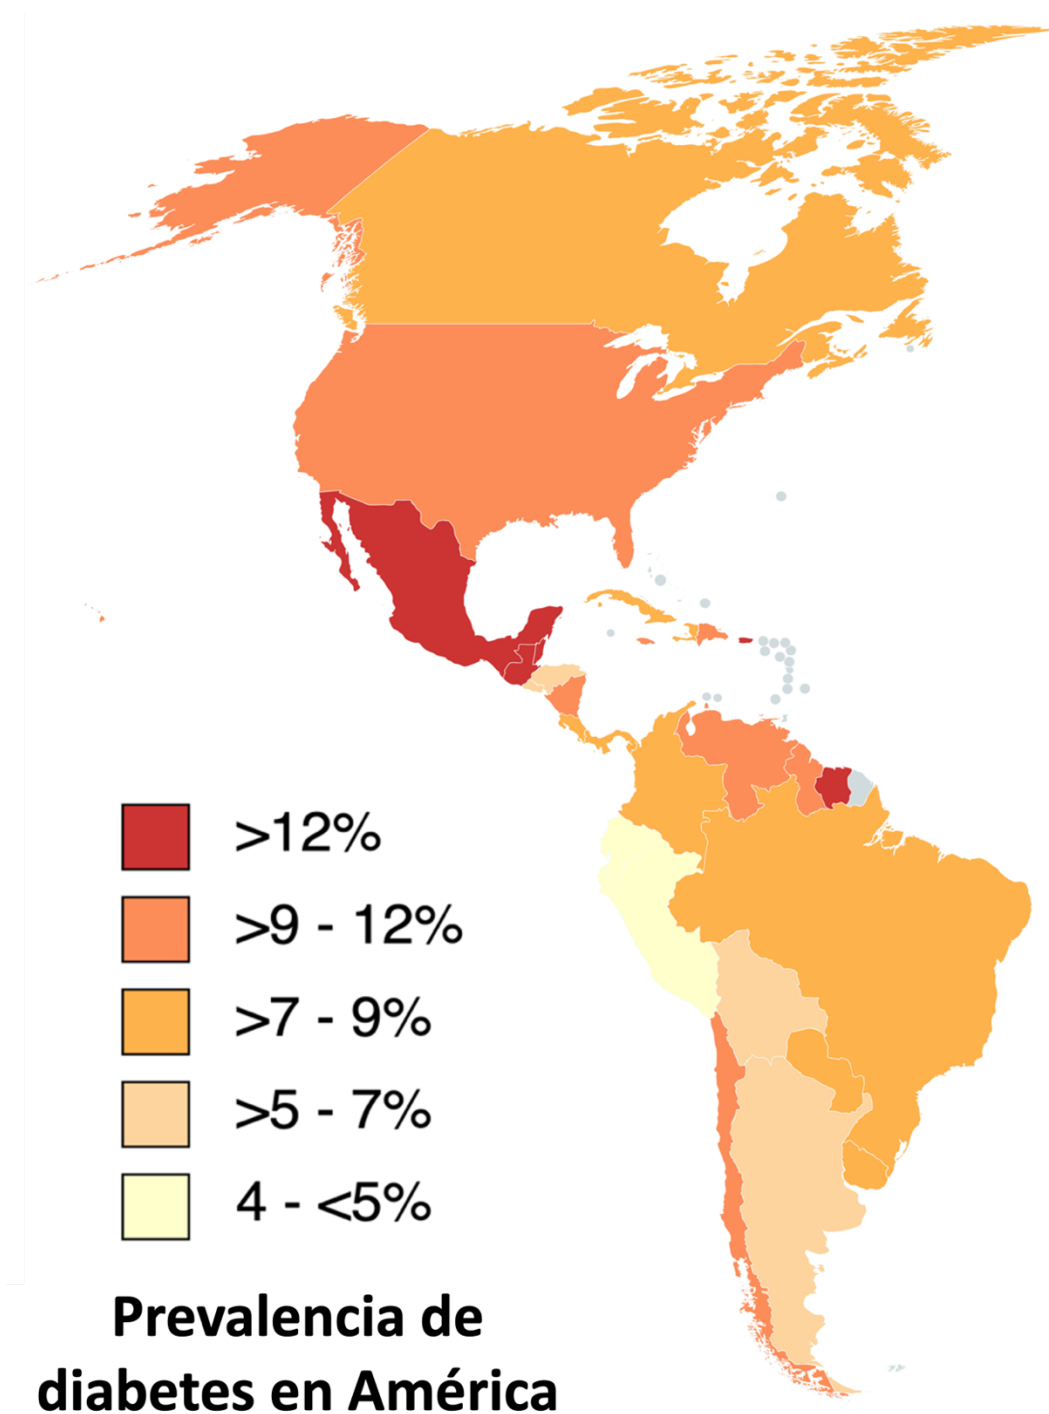 >12%
>9 - 12%
>7 - 9%
>5 - 7%
4 - <5%
Prevalencia de
diabetes en América